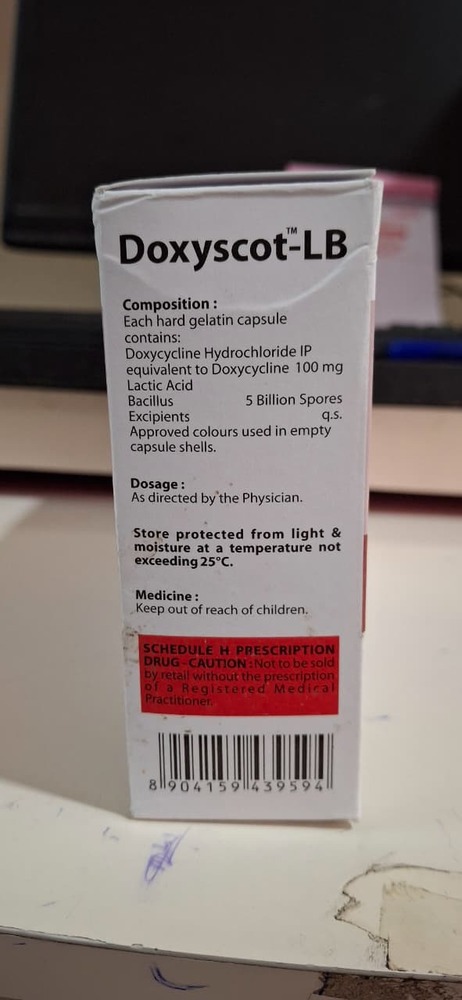 Doxyscot™-LB
Composition :
Each hard gelatin capsule
contains:
Doxycycline Hydrochloride IP
equivalent to Doxycycline 100 mg
Lactic Acid
Bacillus 5 Billion Spores
Excipients q.s.
Approved colours used in empty
capsule shells.
Dosage :
As directed by the Physician.
Store protected from light &
moisture at a temperature not
exceeding 25°C.
Medicine :
Keep out of reach of children.
SCHEDULE H PRESCRIPTION
DRUG - CAUTION : Not to be sold
by retail without the prescription
of a Registered Medical
Practitioner.
8 904159 439594